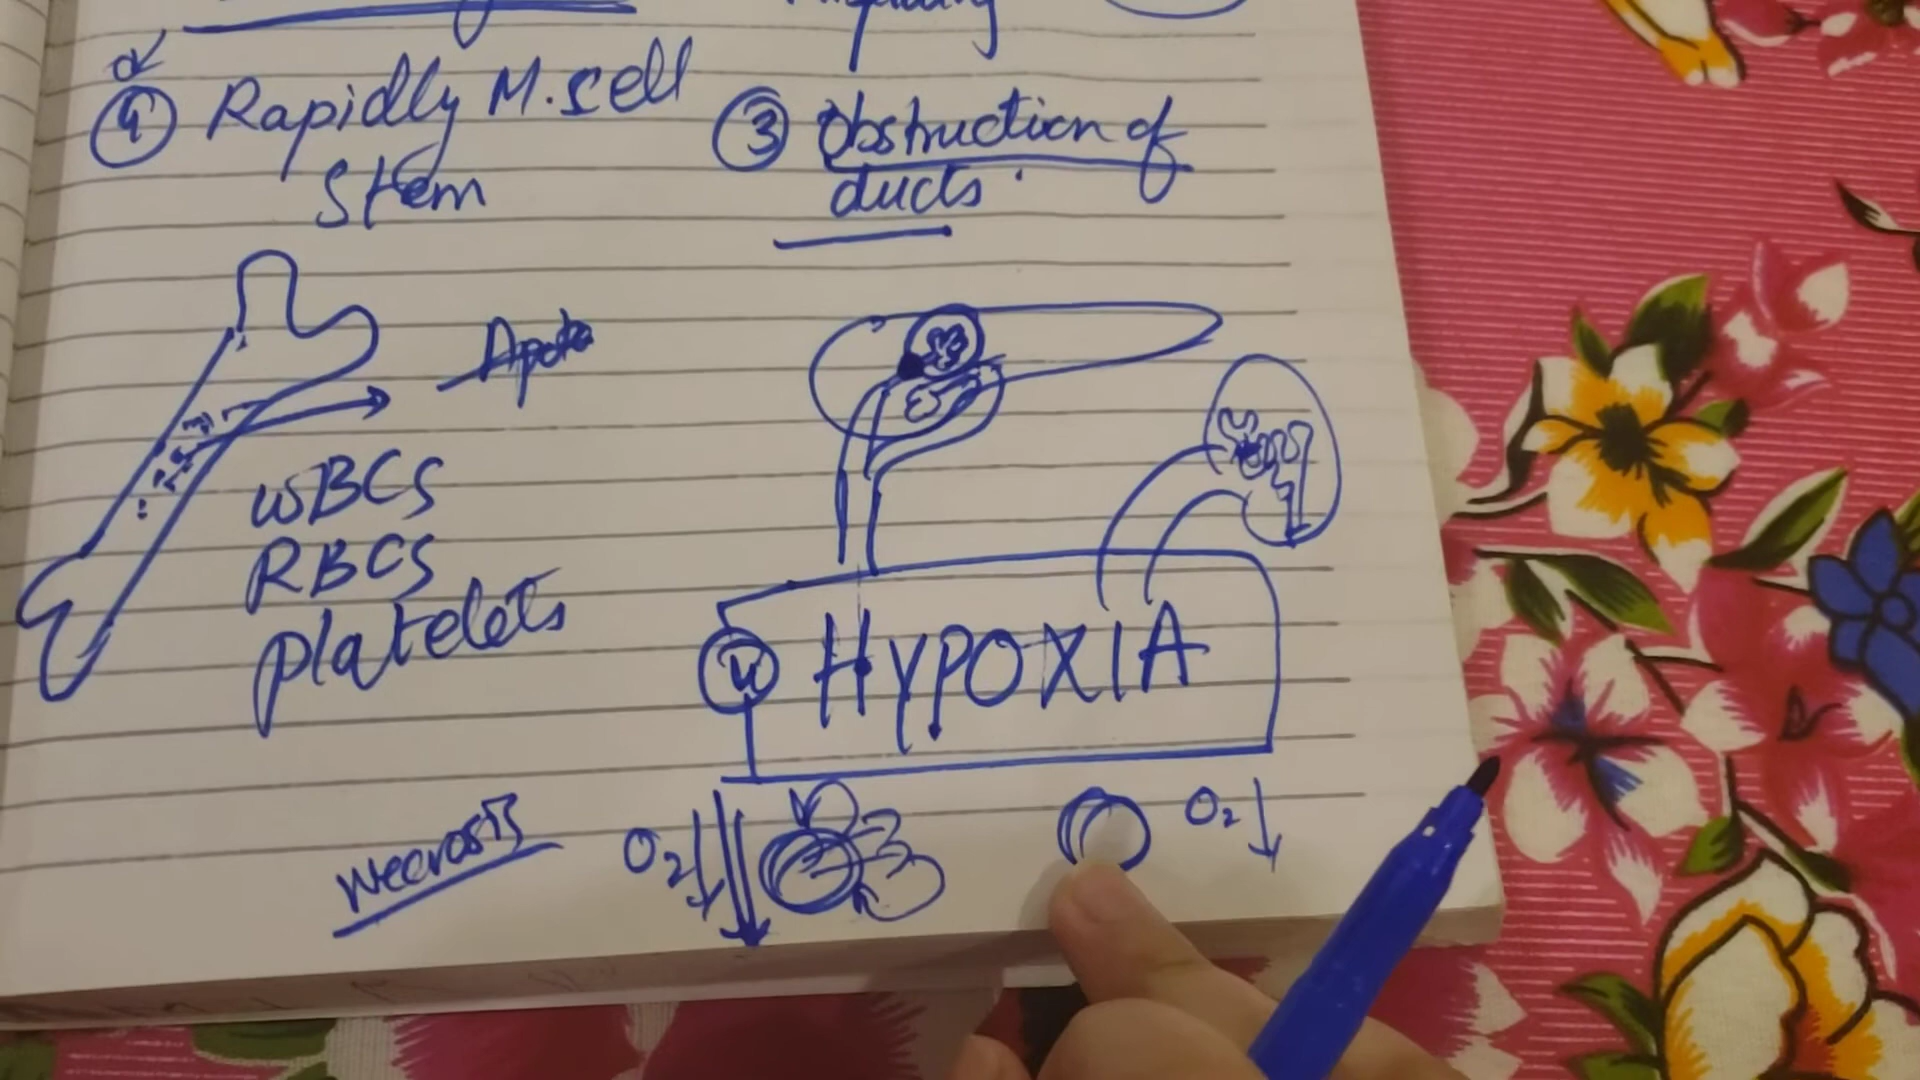 ④ Rapidly M. Cell
Stem
③ Obstruction of
ducts.
Apoto
WBCs
RBCs
platelets
④ HYPOXIA
Necrosis
O₂↓
O₂↓